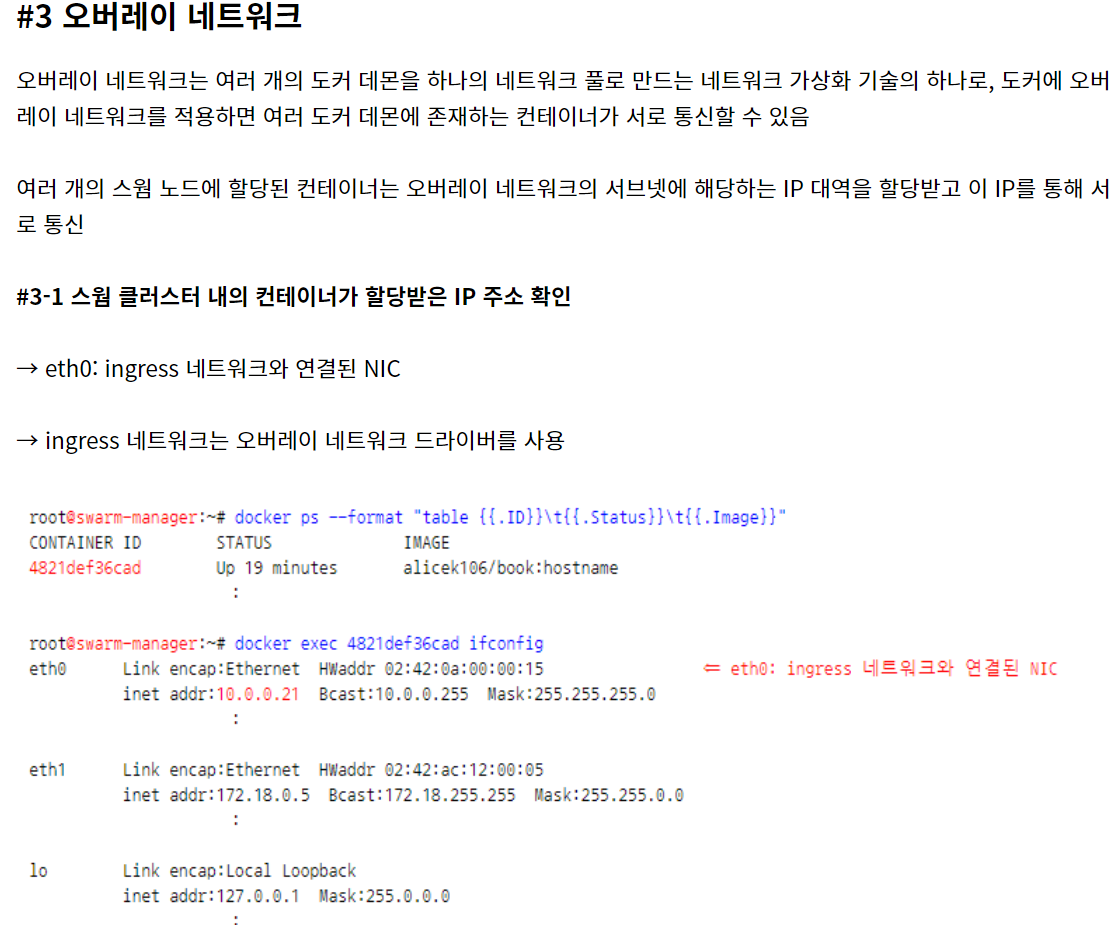 #3 오버레이 네트워크
오버레이 네트워크는 여러 개의 도커 데몬을 하나의 네트워크 풀로 만드는 네트워크 가상화 기술의 하나로, 도커에 오버
레이 네트워크를 적용하면 여러 도커 데몬에 존재하는 컨테이너가 서로 통신할 수 있음
여러 개의 스웜 노드에 할당된 컨테이너는 오버레이 네트워크의 서브넷에 해당하는 IP 대역을 할당받고 이 IP를 통해 서
로 통신
#3-1 스웜 클러스터 내의 컨테이너가 할당받은 IP 주소 확인
→ eth0: ingress 네트워크와 연결된 NIC
→ ingress 네트워크는 오버레이 네트워크 드라이버를 사용
root@swarm-manager:~# docker ps --format "table {{.ID}}\t{{.Status}}\t{{.Image}}"
CONTAINER ID        STATUS              IMAGE
4821def36cad        Up 19 minutes       alicek106/book:hostname
:
root@swarm-manager:~# docker exec 4821def36cad ifconfig
eth0      Link encap:Ethernet  HWaddr 02:42:0a:00:00:15                 ⇐ eth0: ingress 네트워크와 연결된 NIC
inet addr:10.0.0.21  Bcast:10.0.0.255  Mask:255.255.255.0
:
eth1      Link encap:Ethernet  HWaddr 02:42:ac:12:00:05
inet addr:172.18.0.5  Bcast:172.18.255.255  Mask:255.255.0.0
:
lo        Link encap:Local Loopback
inet addr:127.0.0.1  Mask:255.0.0.0
: